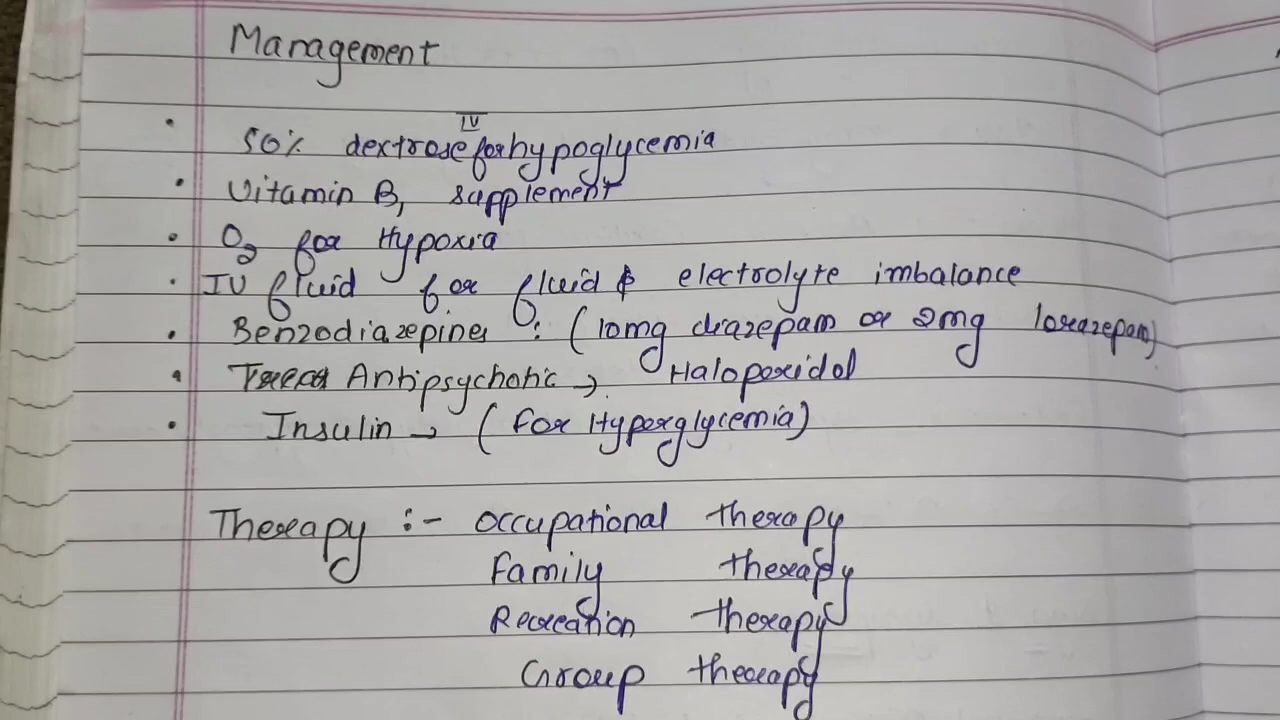 Management
• 50% dextrose IV for hypoglycemia
• Vitamin B1 supplement
• O2 for Hypoxia
• IV fluid for fluid & electrolyte imbalance
• Benzodiazepines : (10mg diazepam or 2mg lorazepam)
• Antipsychotic → Haloperidol
• Insulin → (for Hyperglycemia)
Therapy :- occupational therapy
Family therapy
Recreation therapy
Group therapy